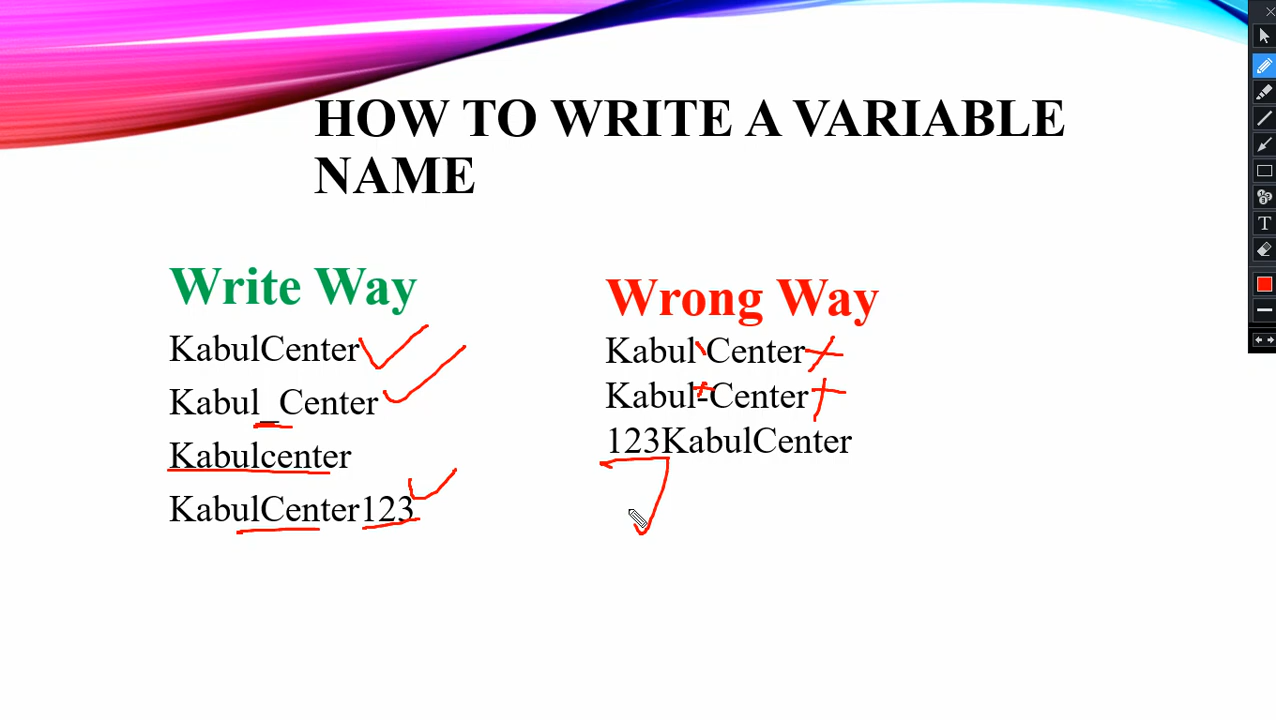 HOW TO WRITE A VARIABLE
NAME
Write Way
KabulCenter
Kabul_Center
Kabulcenter
KabulCenter123
Wrong Way
Kabul Center
Kabul-Center
123KabulCenter
T